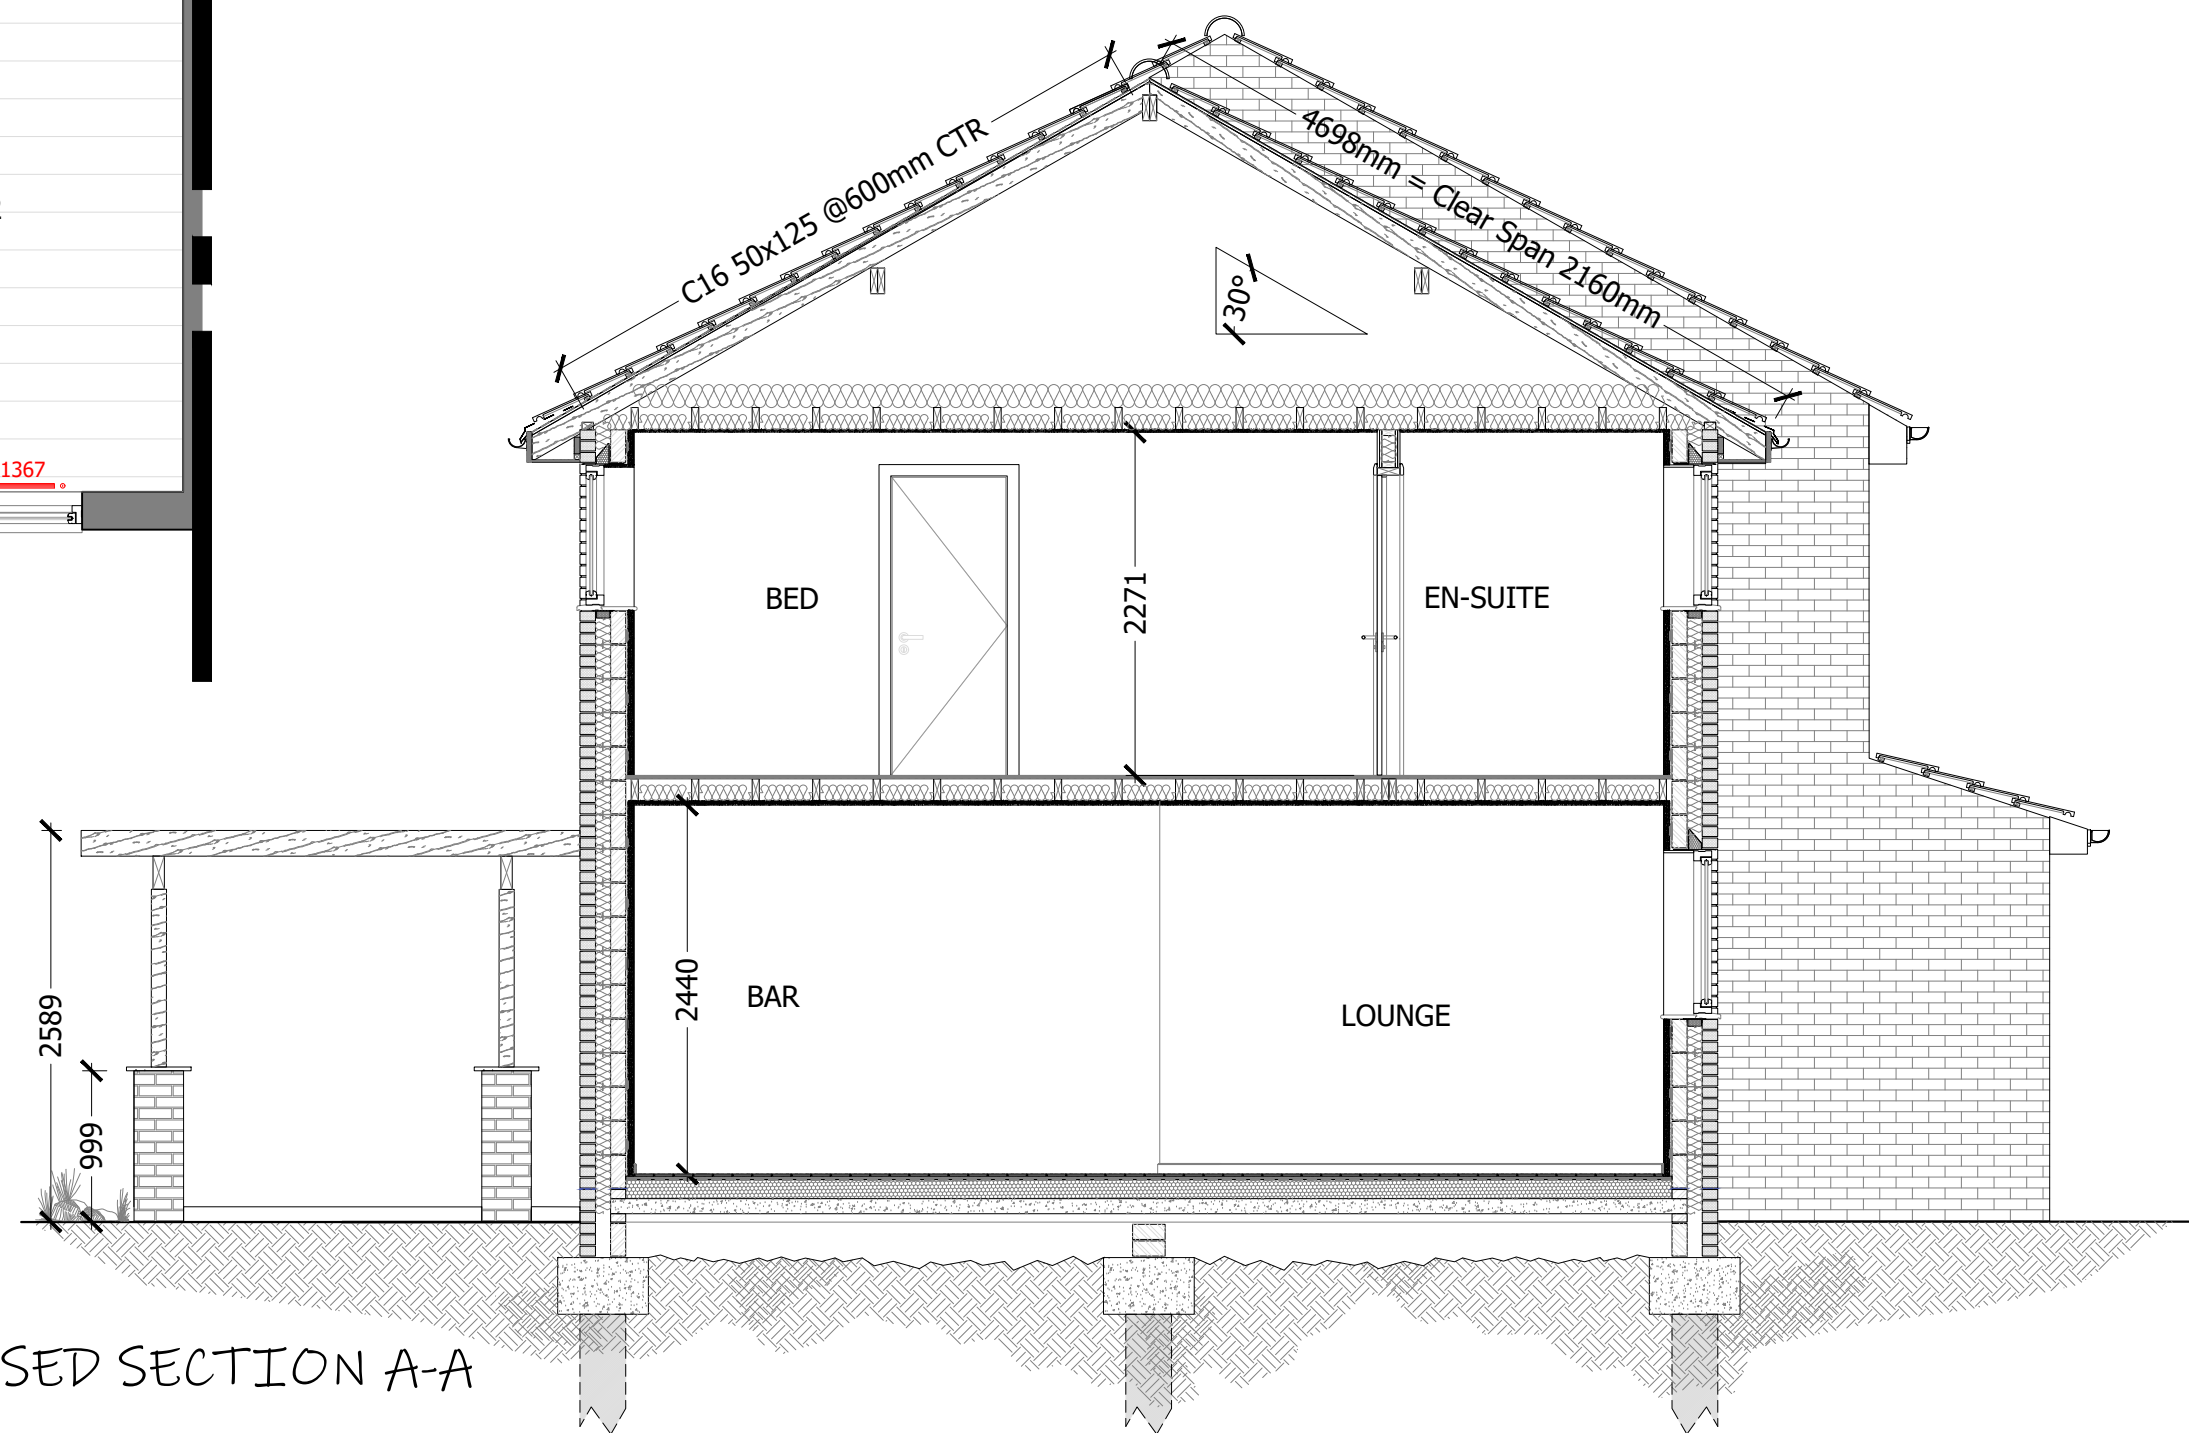 C16 50x125 @600mm CTR
4698mm = Clear Span 2160mm
30°
1367
BED
2271
EN-SUITE
2589
999
BAR
2440
LOUNGE
SED SECTION A-A